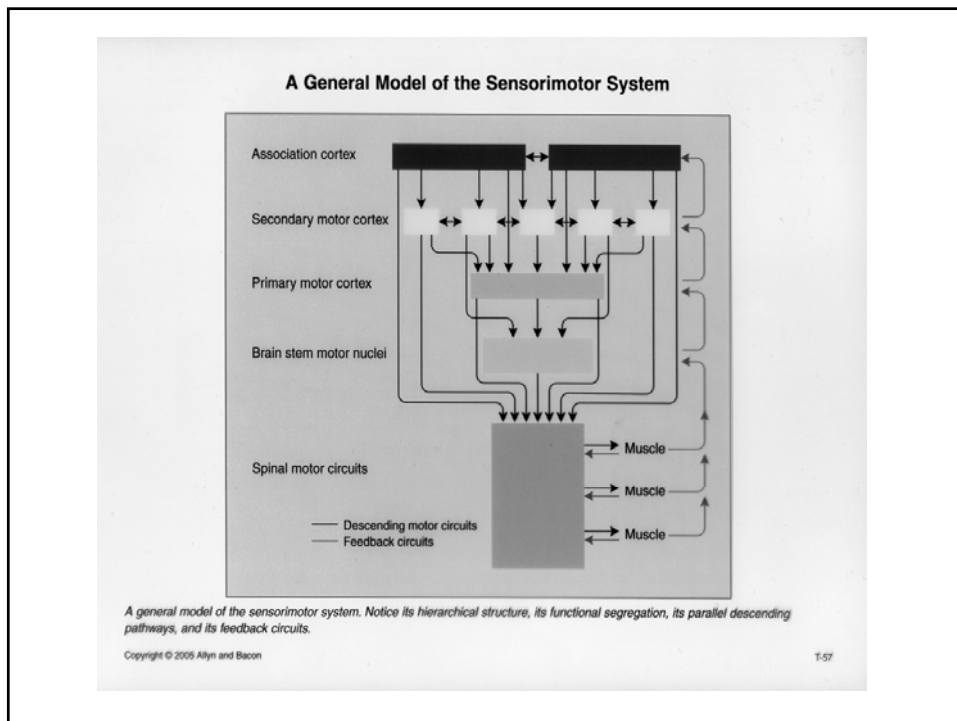 A General Model of the Sensorimotor System
Association cortex
Secondary motor cortex
Primary motor cortex
Brain stem motor nuclei
Spinal motor circuits
Muscle
Muscle
Muscle
Descending motor circuits
Feedback circuits
A general model of the sensorimotor system. Notice its hierarchical structure, its functional segregation, its parallel descending
pathways, and its feedback circuits.
Copyright © 2005 Allyn and Bacon
T-57